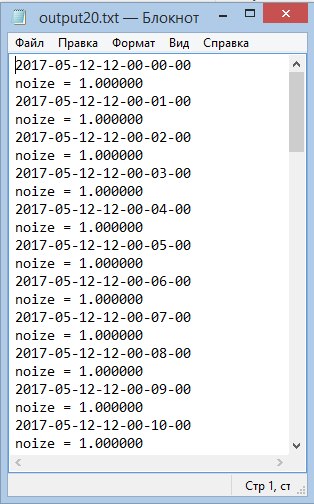 output20.txt — Блокнот
Файл Правка Формат Вид Справка
2017-05-12-12-00-00-00
noize = 1.000000
2017-05-12-12-00-01-00
noize = 1.000000
2017-05-12-12-00-02-00
noize = 1.000000
2017-05-12-12-00-03-00
noize = 1.000000
2017-05-12-12-00-04-00
noize = 1.000000
2017-05-12-12-00-05-00
noize = 1.000000
2017-05-12-12-00-06-00
noize = 1.000000
2017-05-12-12-00-07-00
noize = 1.000000
2017-05-12-12-00-08-00
noize = 1.000000
2017-05-12-12-00-09-00
noize = 1.000000
2017-05-12-12-00-10-00
noize = 1.000000
Стр 1, ст